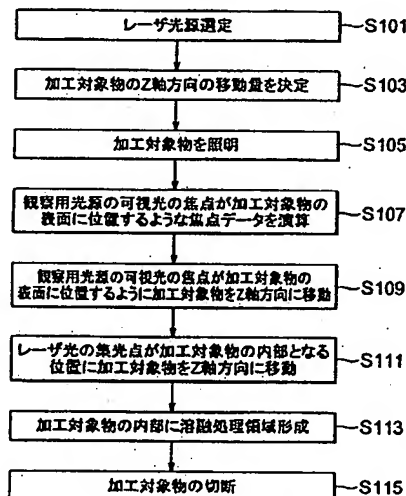 レーザ光源選定
S101
加工対象物のZ軸方向の移動量を決定
S103
加工対象物を照明
S105
観察用光源の可視光の焦点が加工対象物の
表面に位置するような焦点データを演算
S107
観察用光源の可視光の焦点が加工対象物の
表面に位置するように加工対象物をZ軸方向に移動
S109
レーザ光の集光点が加工対象物の内部となる
位置に加工対象物をZ軸方向に移動
S111
加工対象物の内部に溶融処理領域形成
S113
加工対象物の切断
S115